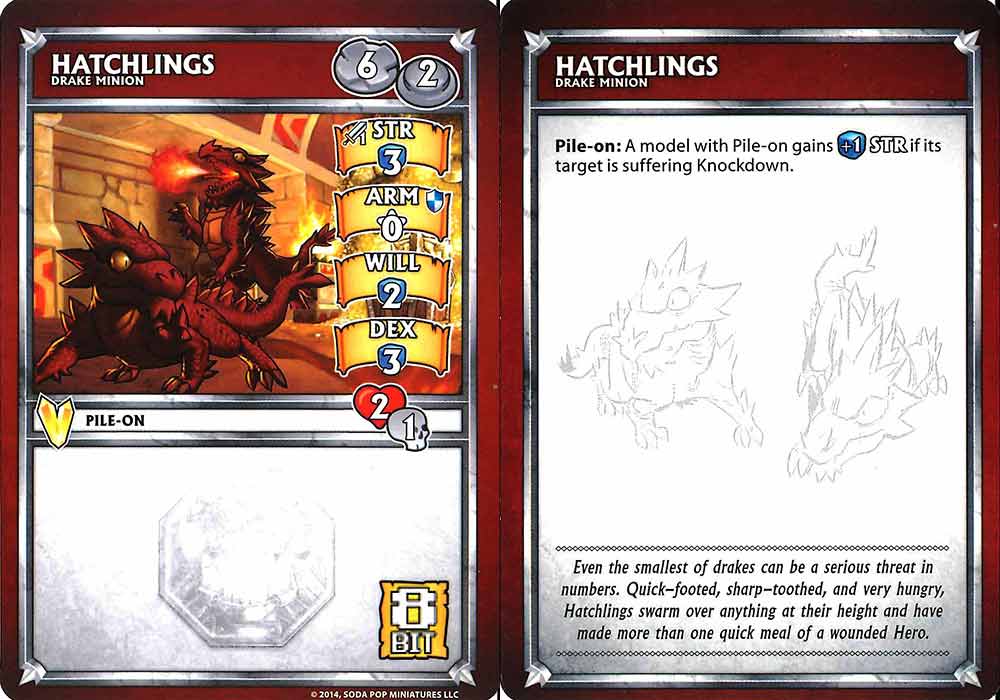 HATCHLINGS
DRAKE MINION
6
2
STR
3
ARM
0
WILL
2
DEX
3
2
1
PILE-ON
8
BIT
© 2014, SODA POP MINIATURES LLC
HATCHLINGS
DRAKE MINION
Pile-on: A model with Pile-on gains +1 STR if its
target is suffering Knockdown.
Even the smallest of drakes can be a serious threat in
numbers. Quick-footed, sharp-toothed, and very hungry,
Hatchlings swarm over anything at their height and have
made more than one quick meal of a wounded Hero.